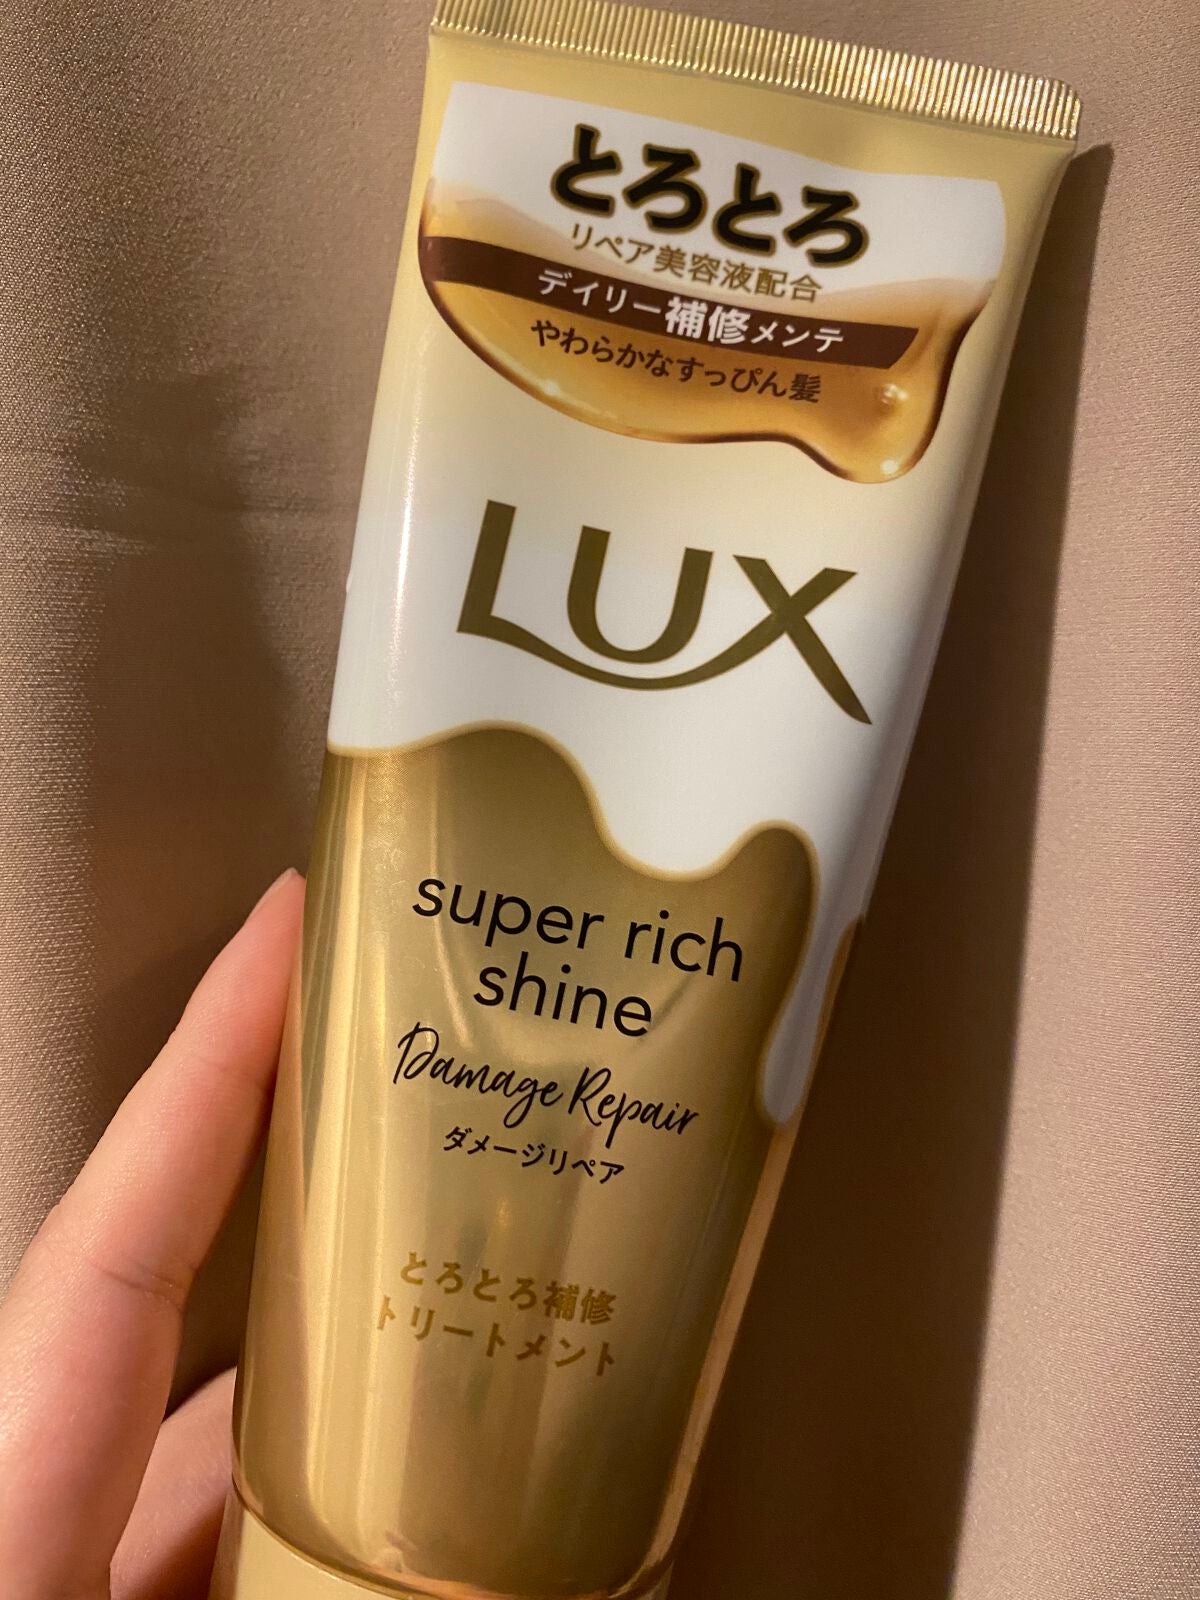 とろとろ
リペア美容液配合
デイリー補修メンテ
やわらかなすっぴん髪
LUX
super rich
shine
Damage Repair
ダメージリペア
とろとろ補修
トリートメント